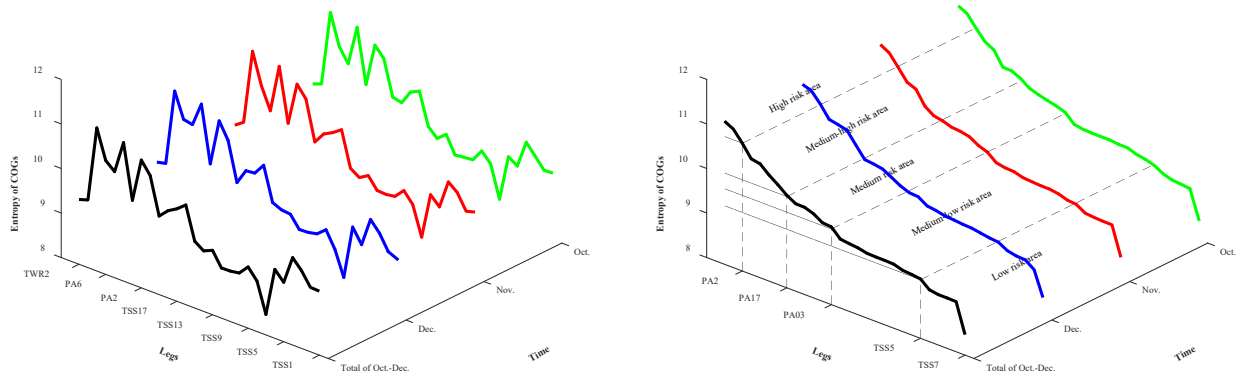 12
11
10
9
8
Entropy of COGs
TWR2
PA6
PA2
TSS17
TSS13
TSS9
TSS5
TSS1
Legs
Total of Oct.-Dec.
Dec.
Nov.
Oct.
Time
12
11
10
9
8
Entropy of COGs
High risk area
Medium-high risk area
Medium risk area
Medium-low risk area
Low risk area
PA2
PA17
PA03
TSS5
TSS7
Legs
Total of Oct.-Dec.
Dec.
Nov.
Oct.
Time